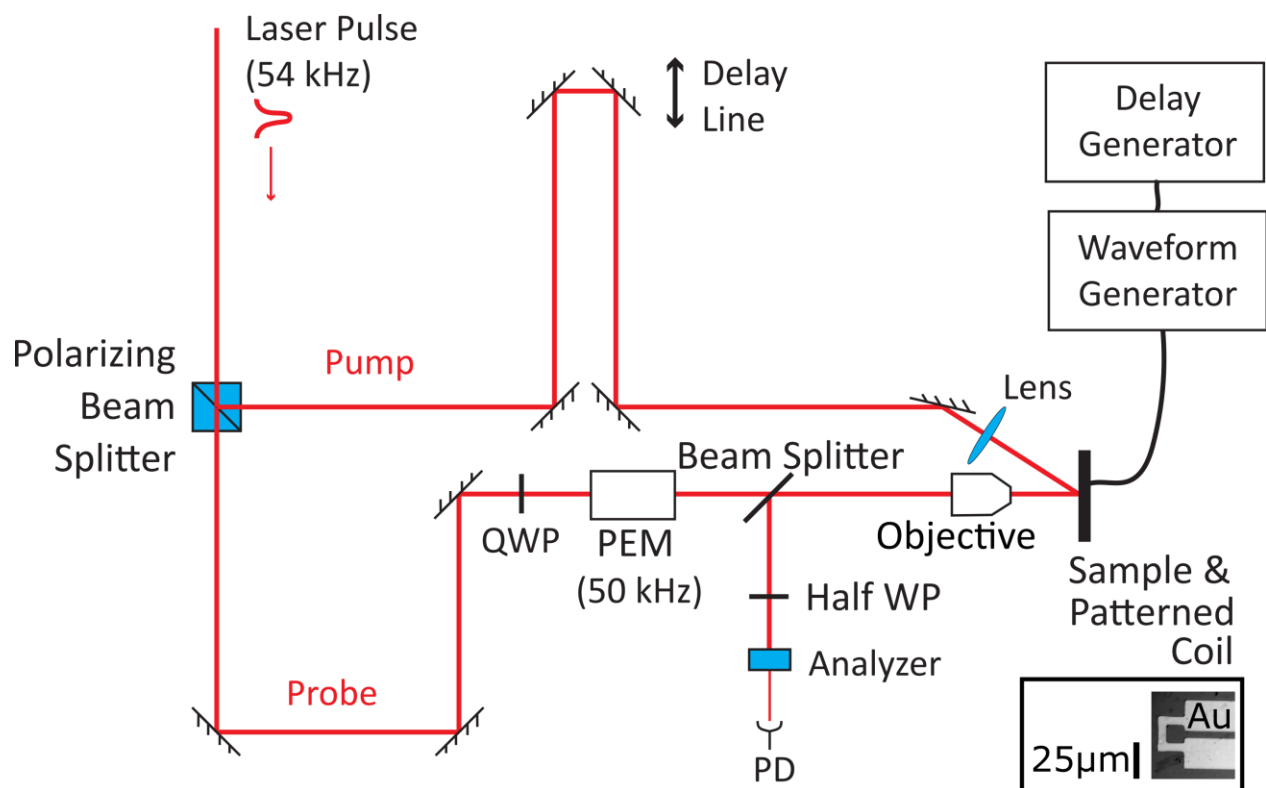 Laser Pulse
(54 kHz)
Delay
Line
Delay
Generator
Waveform
Generator
Polarizing
Beam
Splitter
Pump
Lens
Beam Splitter
QWP
PEM
(50 kHz)
Objective
Half WP
Sample &
Patterned
Coil
Analyzer
Probe
PD
Au
25μm